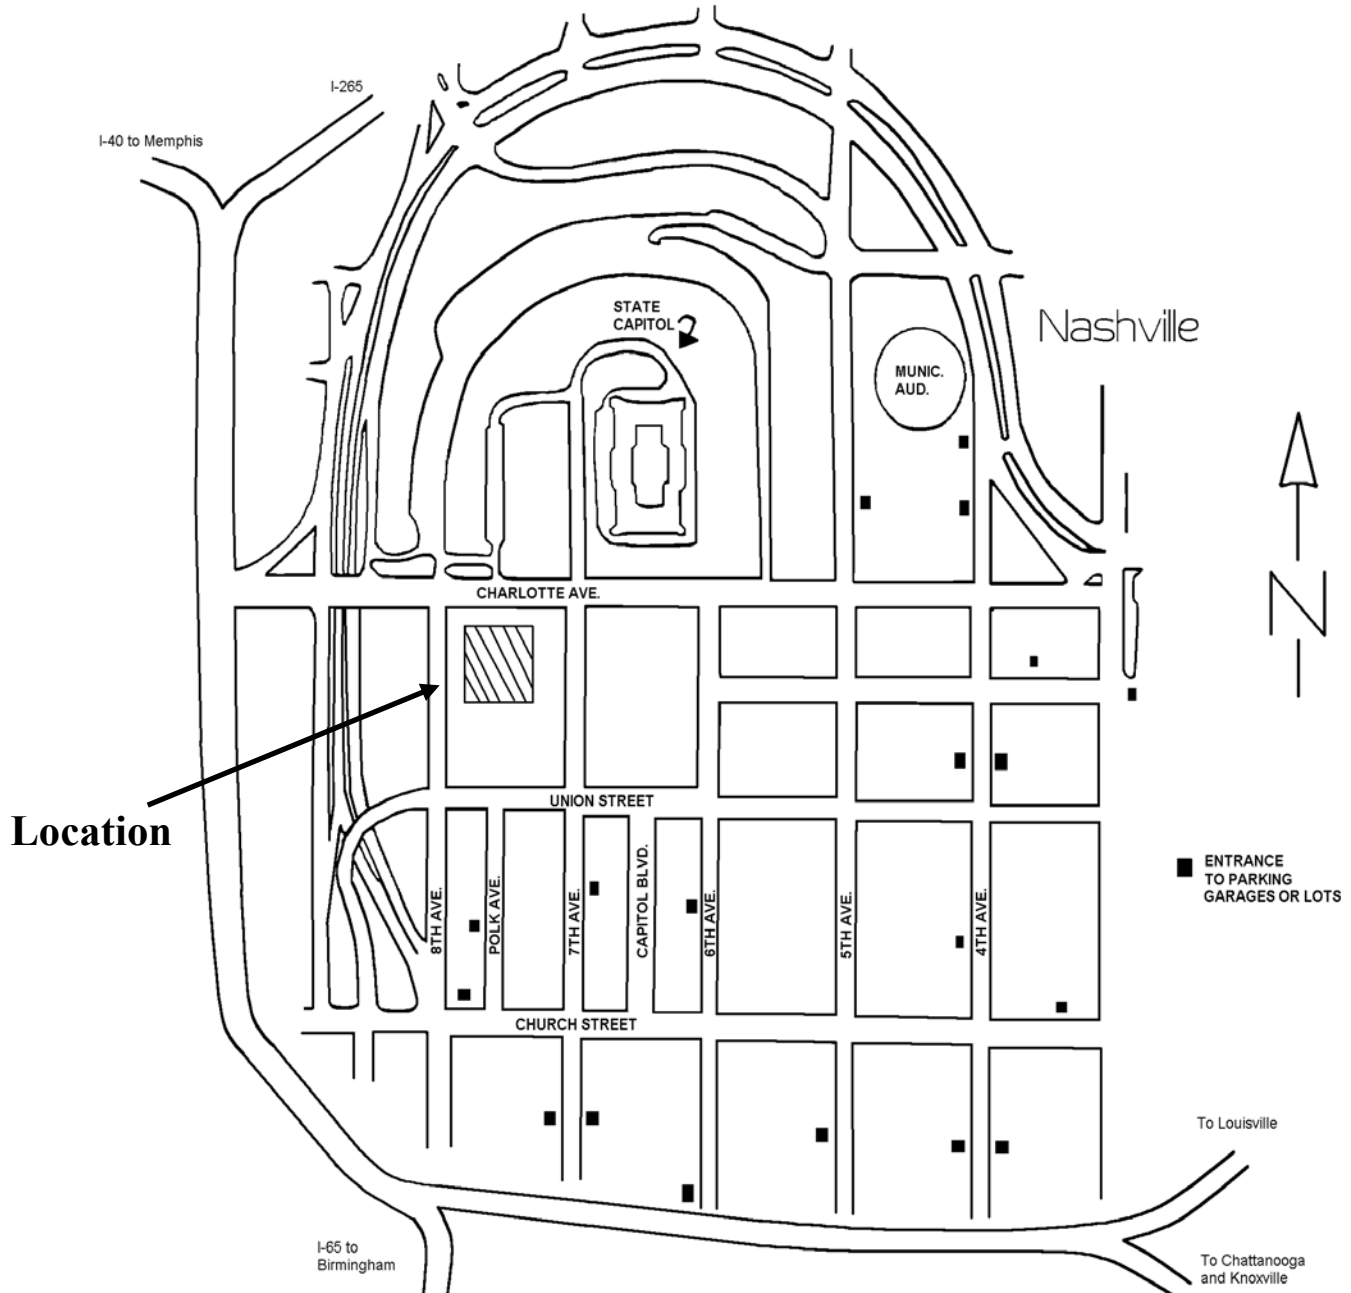 I-265
I-40 to Memphis
STATE
CAPITOL
Nashville
MUNIC.
AUD.
N
CHARLOTTE AVE.
UNION STREET
Location
ENTRANCE
TO PARKING
GARAGES OR LOTS
8TH AVE.
POLK AVE.
7TH AVE.
CAPITOL BLVD.
6TH AVE.
5TH AVE.
4TH AVE.
CHURCH STREET
To Louisville
I-65 to
Birmingham
To Chattanooga
and Knoxville